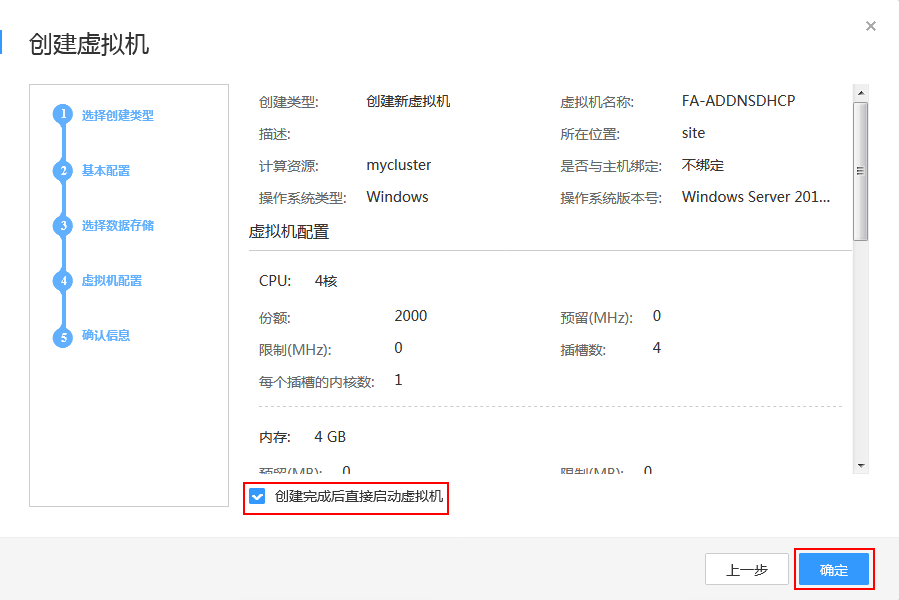 创建虚拟机
1 选择创建类型
2 基本配置
3 选择数据存储
4 虚拟机配置
5 确认信息
创建类型: 创建新虚拟机 虚拟机名称: FA-ADDNSDHCP
描述: 所在位置: site
计算资源: mycluster 是否与主机绑定: 不绑定
操作系统类型: Windows 操作系统版本号: Windows Server 201...
虚拟机配置
CPU: 4核
份额: 2000 预留(MHz): 0
限制(MHz): 0 插槽数: 4
每个插槽的内核数: 1
内存: 4 GB
预留(MB): 0 限制(MB): 0
创建完成后直接启动虚拟机
上一步 确定